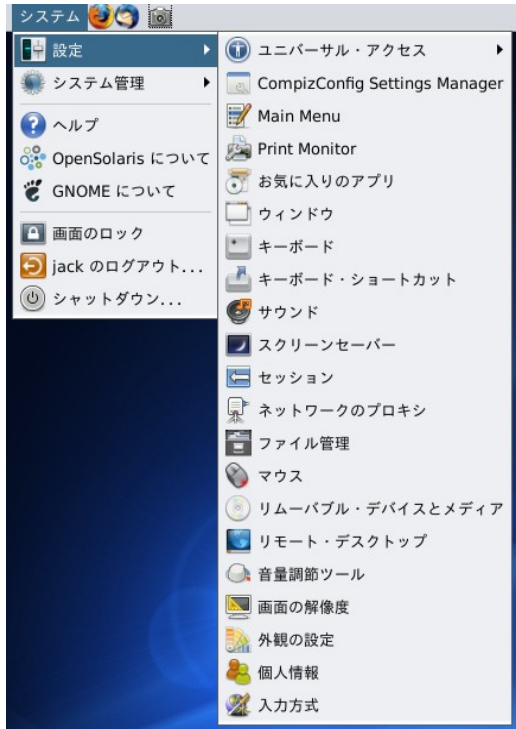 システム
設定
システム管理
ヘルプ
OpenSolaris について
GNOME について
画面のロック
jack のログアウト...
シャットダウン...
ユニバーサル・アクセス
CompizConfig Settings Manager
Main Menu
Print Monitor
お気に入りのアプリ
ウィンドウ
キーボード
キーボード・ショートカット
サウンド
スクリーンセーバー
セッション
ネットワークのプロキシ
ファイル管理
マウス
リムーバブル・デバイスとメディア
リモート・デスクトップ
音量調節ツール
画面の解像度
外観の設定
個人情報
入力方式